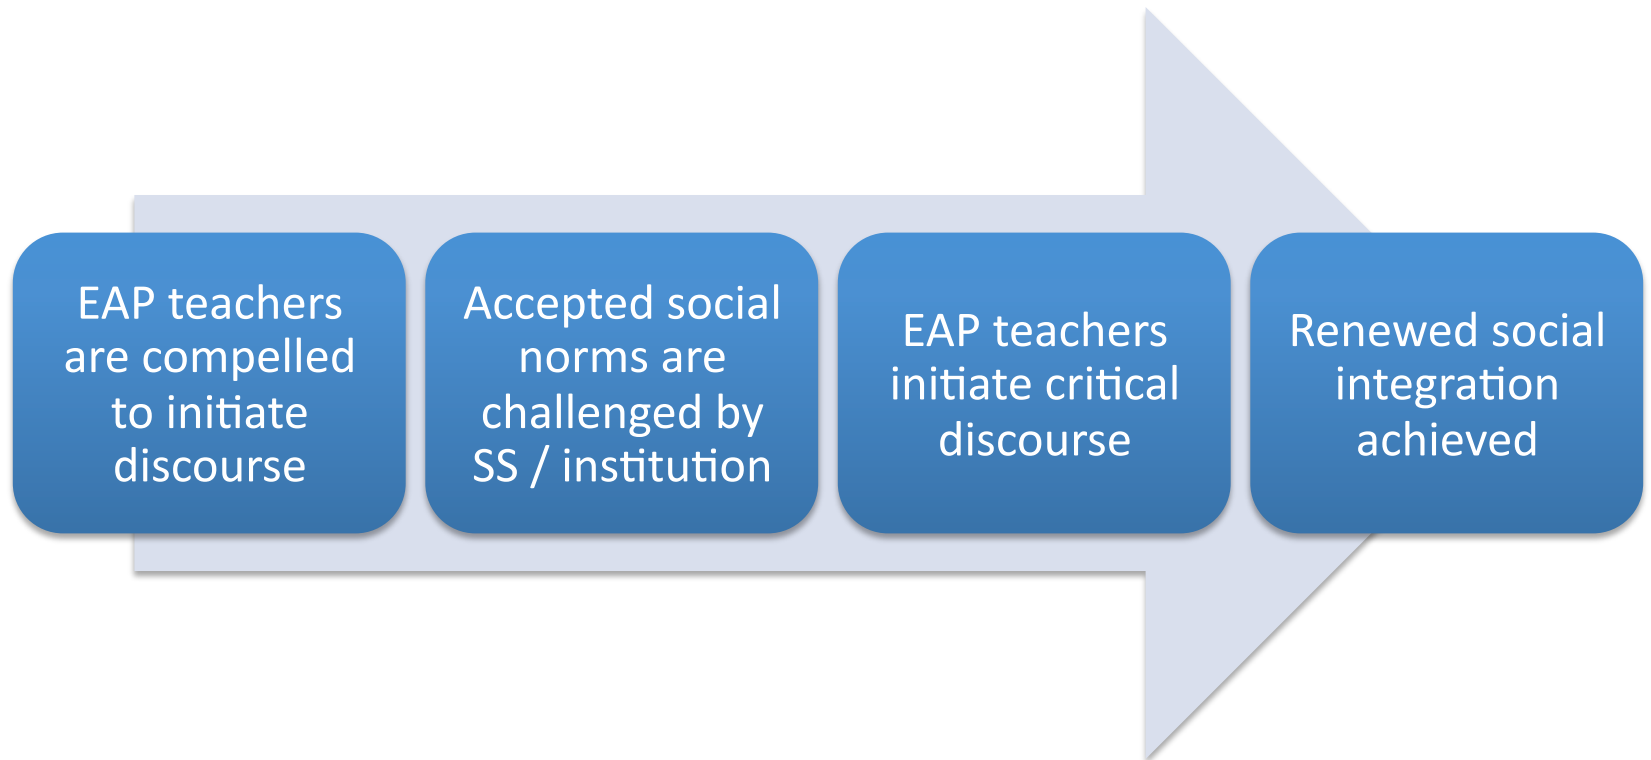 EAP teachers
are compelled
to initiate
discourse
Accepted social
norms are
challenged by
SS / institution
EAP teachers
initiate critical
discourse
Renewed social
integration
achieved